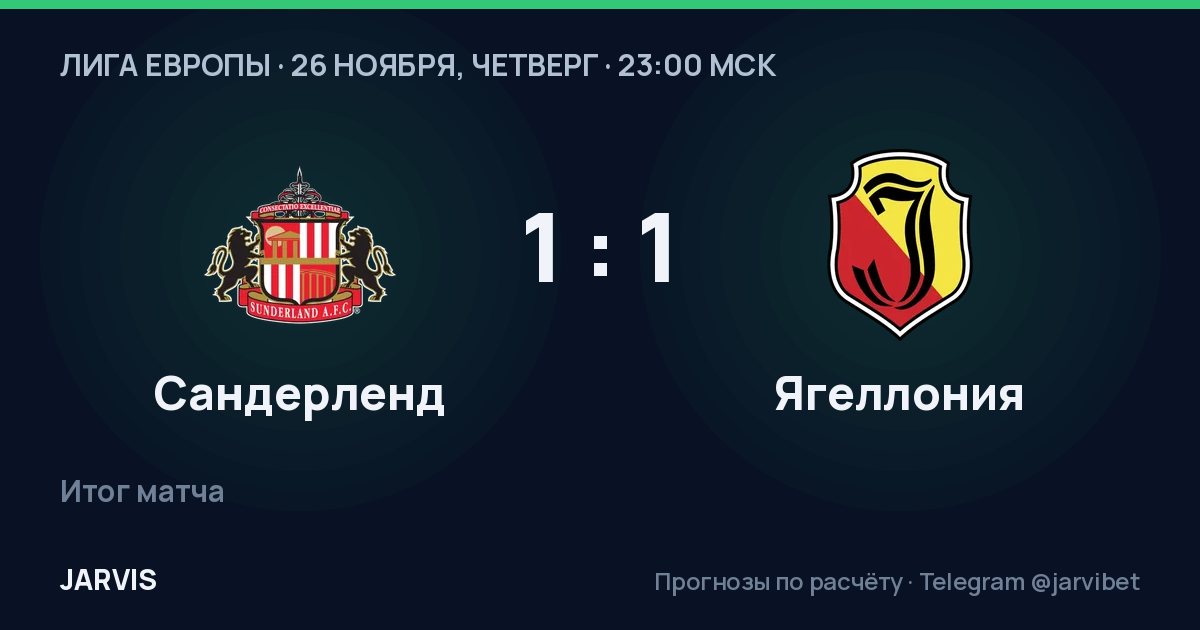 ЛИГА ЕВРОПЫ · 26 НОЯБРЯ, ЧЕТВЕРГ · 23:00 МСК
CONSECTATIO EXCELLENTIAE
SUNDERLAND A.F.C.
1 : 1
J
Сандерленд
Ягеллония
Итог матча
JARVIS
Прогнозы по расчёту · Telegram @jarvibet